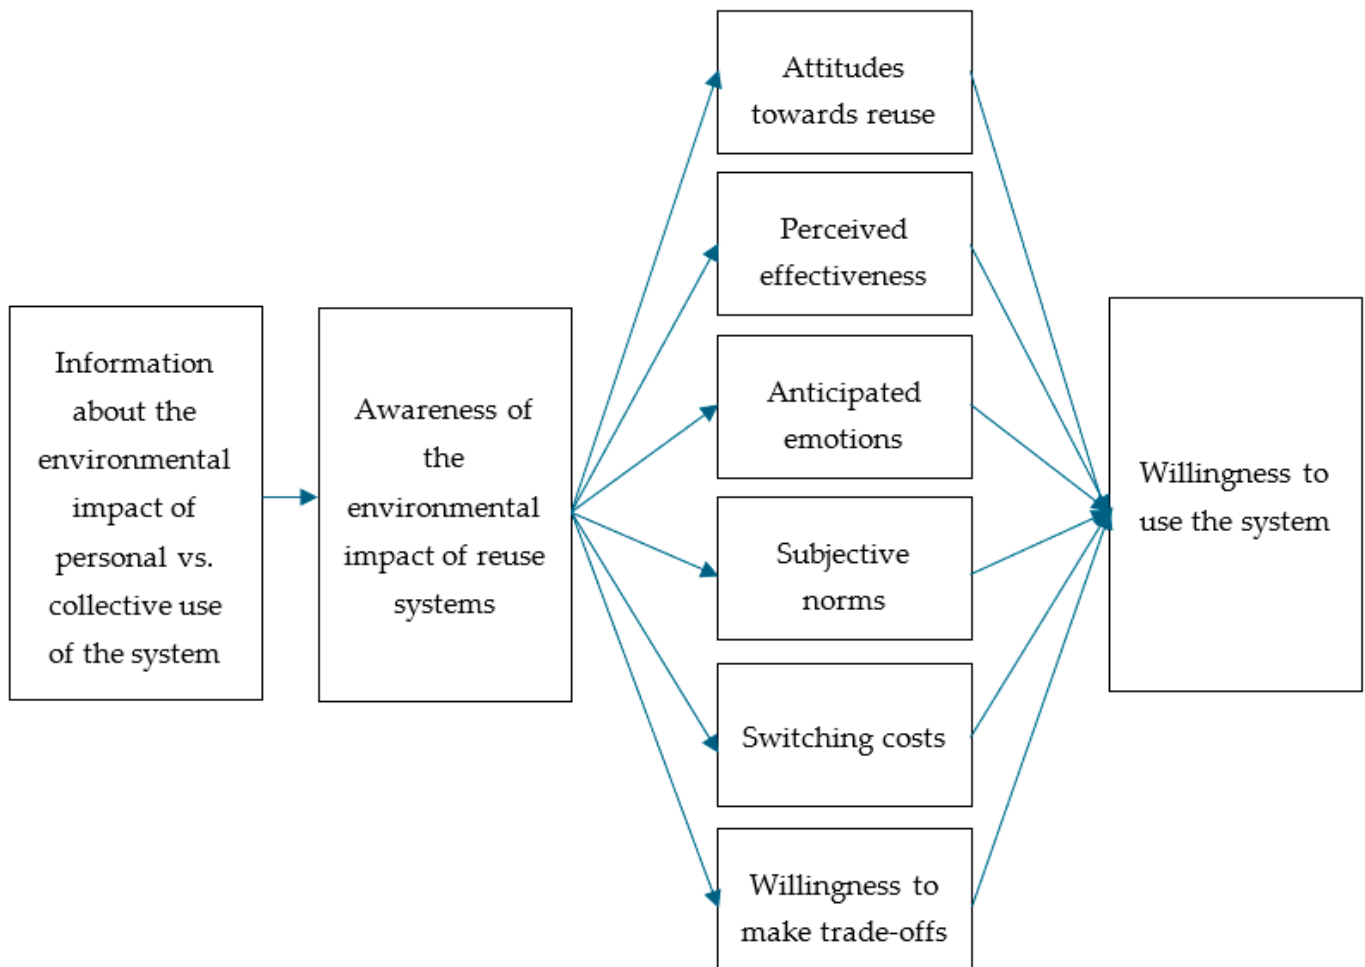 Information
about the
environmental
impact of
personal vs.
collective use
of the system
Awareness of
the
environmental
impact of reuse
systems
Attitudes
towards reuse
Perceived
effectiveness
Anticipated
emotions
Subjective
norms
Switching costs
Willingness to
make trade-offs
Willingness to
use the system